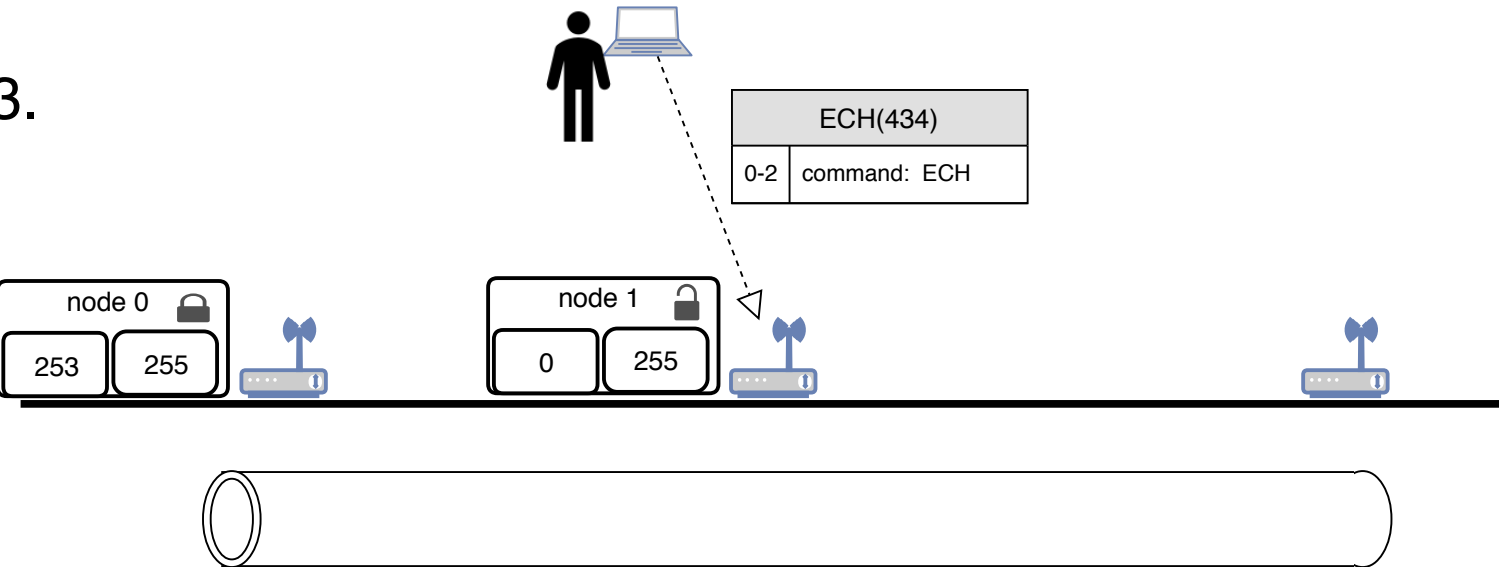 3.
ECH(434)
0-2 command: ECH
node 0
253 255
node 1
0 255